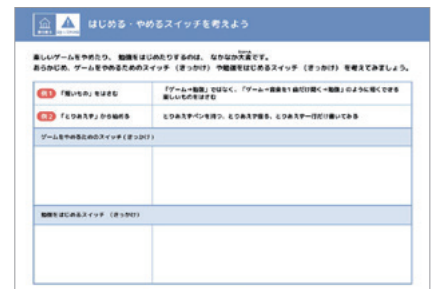 はじめる・やめるスイッチを考えよう
楽しいゲームをやめたり、勉強をはじめたりするのは、なかなか大変です。
あらかじめ、ゲームをやめるためのスイッチ（きっかけ）や勉強をはじめるスイッチ（きっかけ）を考えてみましょう。
例1 「軽いもの」をはさむ
「ゲーム→勉強」ではなく、「ゲーム→音楽を1曲だけ聞く→勉強」のように軽くできる
楽しいものをはさむ
例2 「とりあえず」から始める
とりあえずペンを持つ、とりあえず座る、とりあえず一行だけ書いてみる
ゲームをやめるためのスイッチ（きっかけ）
勉強をはじめるスイッチ （きっかけ）